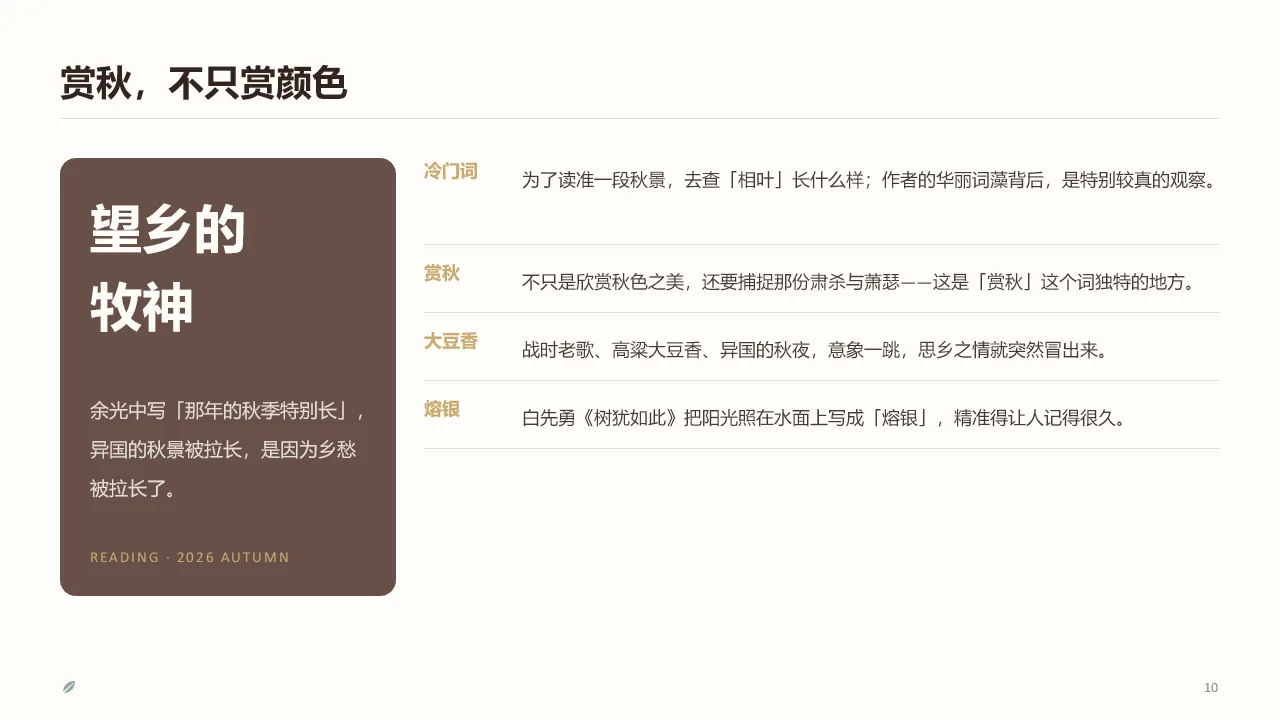 赏秋，不只赏颜色
望乡的
牧神
余光中写「那年的秋季特别长」，
异国的秋景被拉长，是因为乡愁
被拉长了。
READING · 2026 AUTUMN
冷门词
为了读准一段秋景，去查「相叶」长什么样；作者的华丽词藻背后，是特别较真的观察。
赏秋
不只是欣赏秋色之美，还要捕捉那份肃杀与萧瑟——这是「赏秋」这个词独特的地方。
大豆香
战时老歌、高粱大豆香、异国的秋夜，意象一跳，思乡之情就突然冒出来。
熔银
白先勇《树犹如此》把阳光照在水面上写成「熔银」，精准得让人记得很久。
10